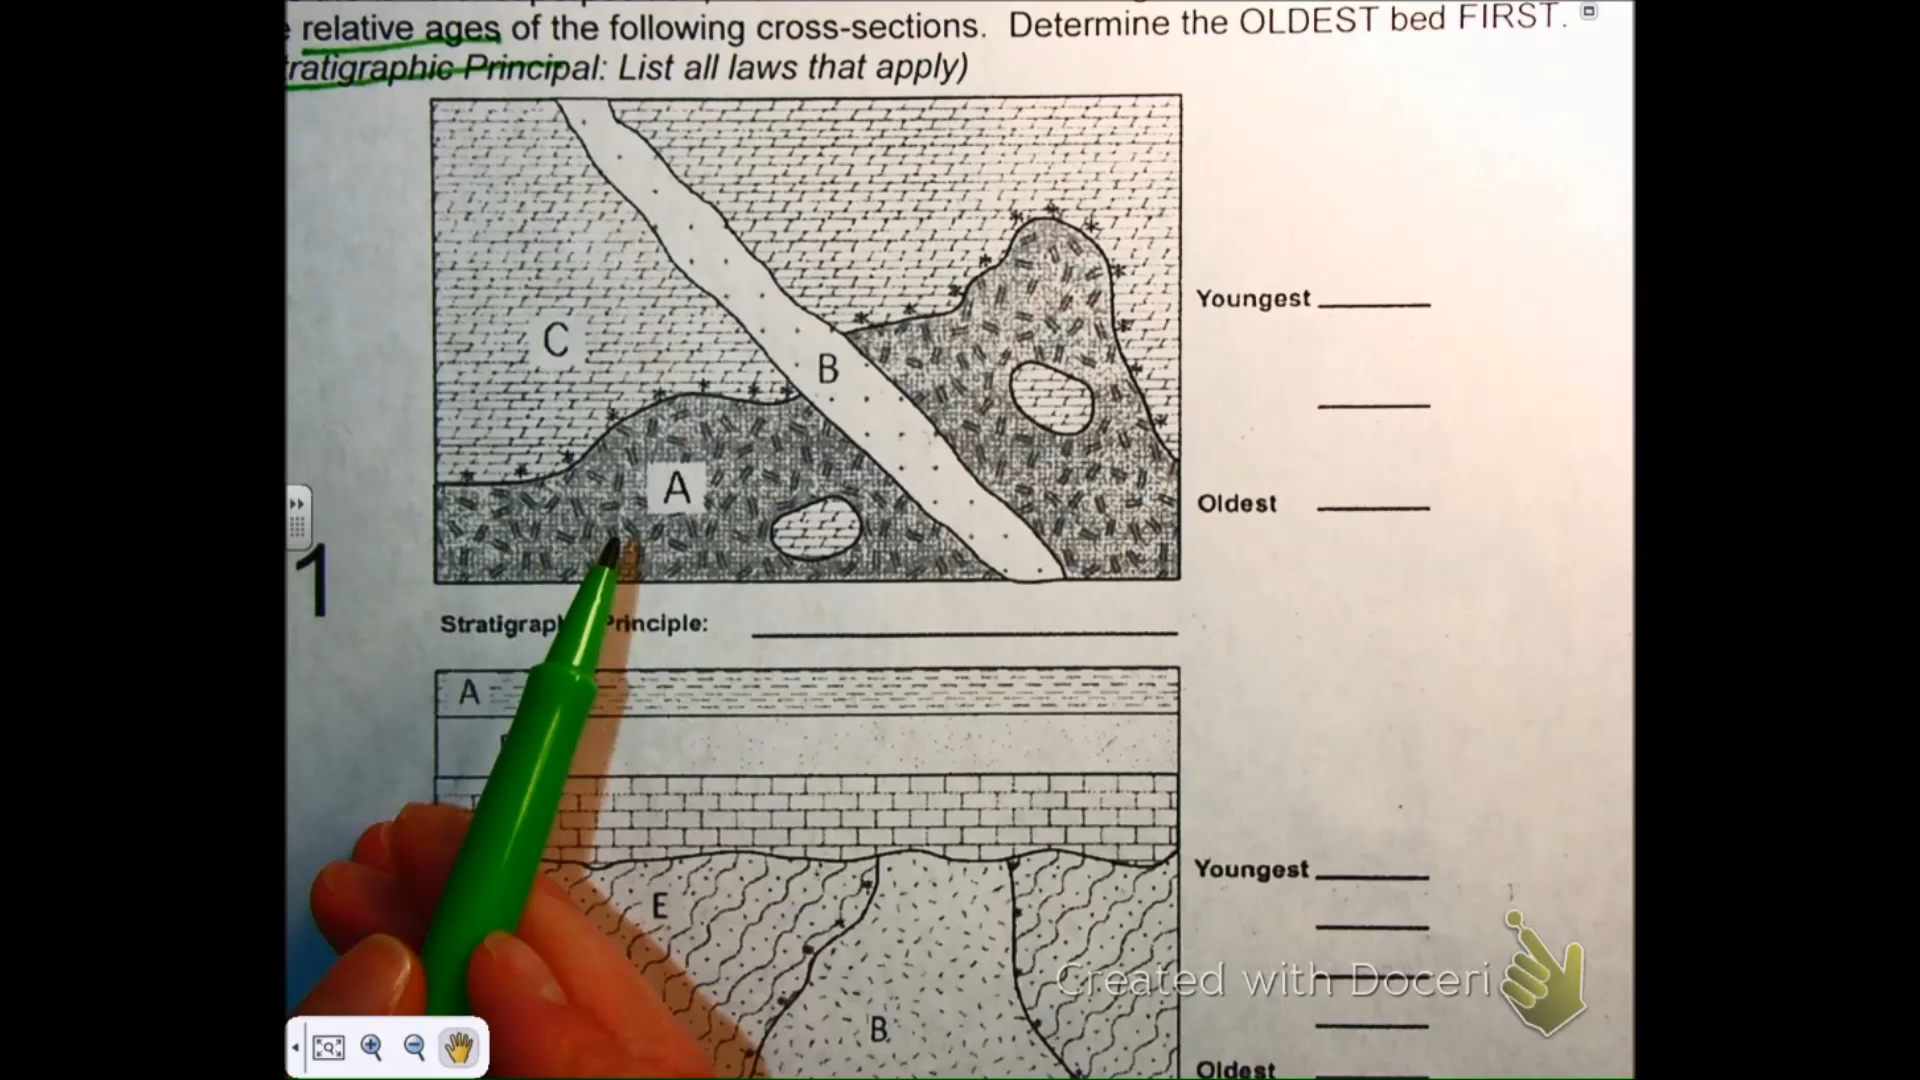 relative ages of the following cross-sections. Determine the OLDEST bed FIRST.
ratigraphic Principal: List all laws that apply)
C
B
A
Youngest
Oldest
1
Stratigraph Principle:
A
E
B
Youngest
Oldest
Created with Doceri